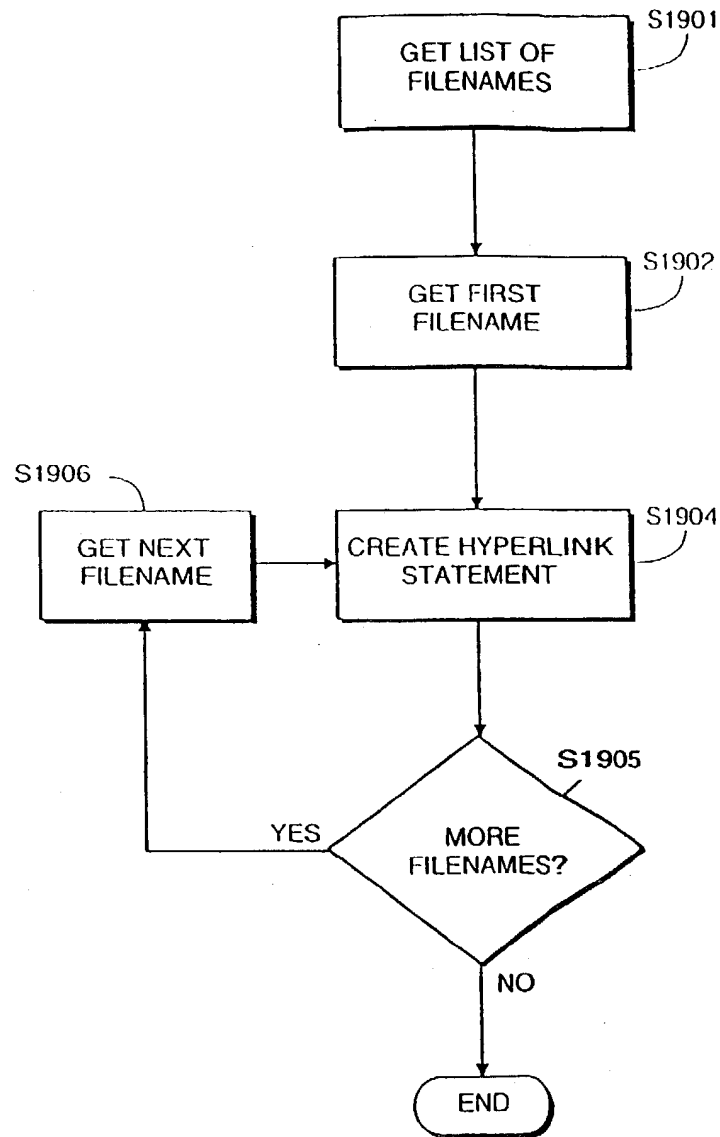 S1901
GET LIST OF
FILENAMES
S1902
GET FIRST
FILENAME
S1906
GET NEXT
FILENAME
S1904
CREATE HYPERLINK
STATEMENT
S1905
MORE
FILENAMES?
YES
NO
END